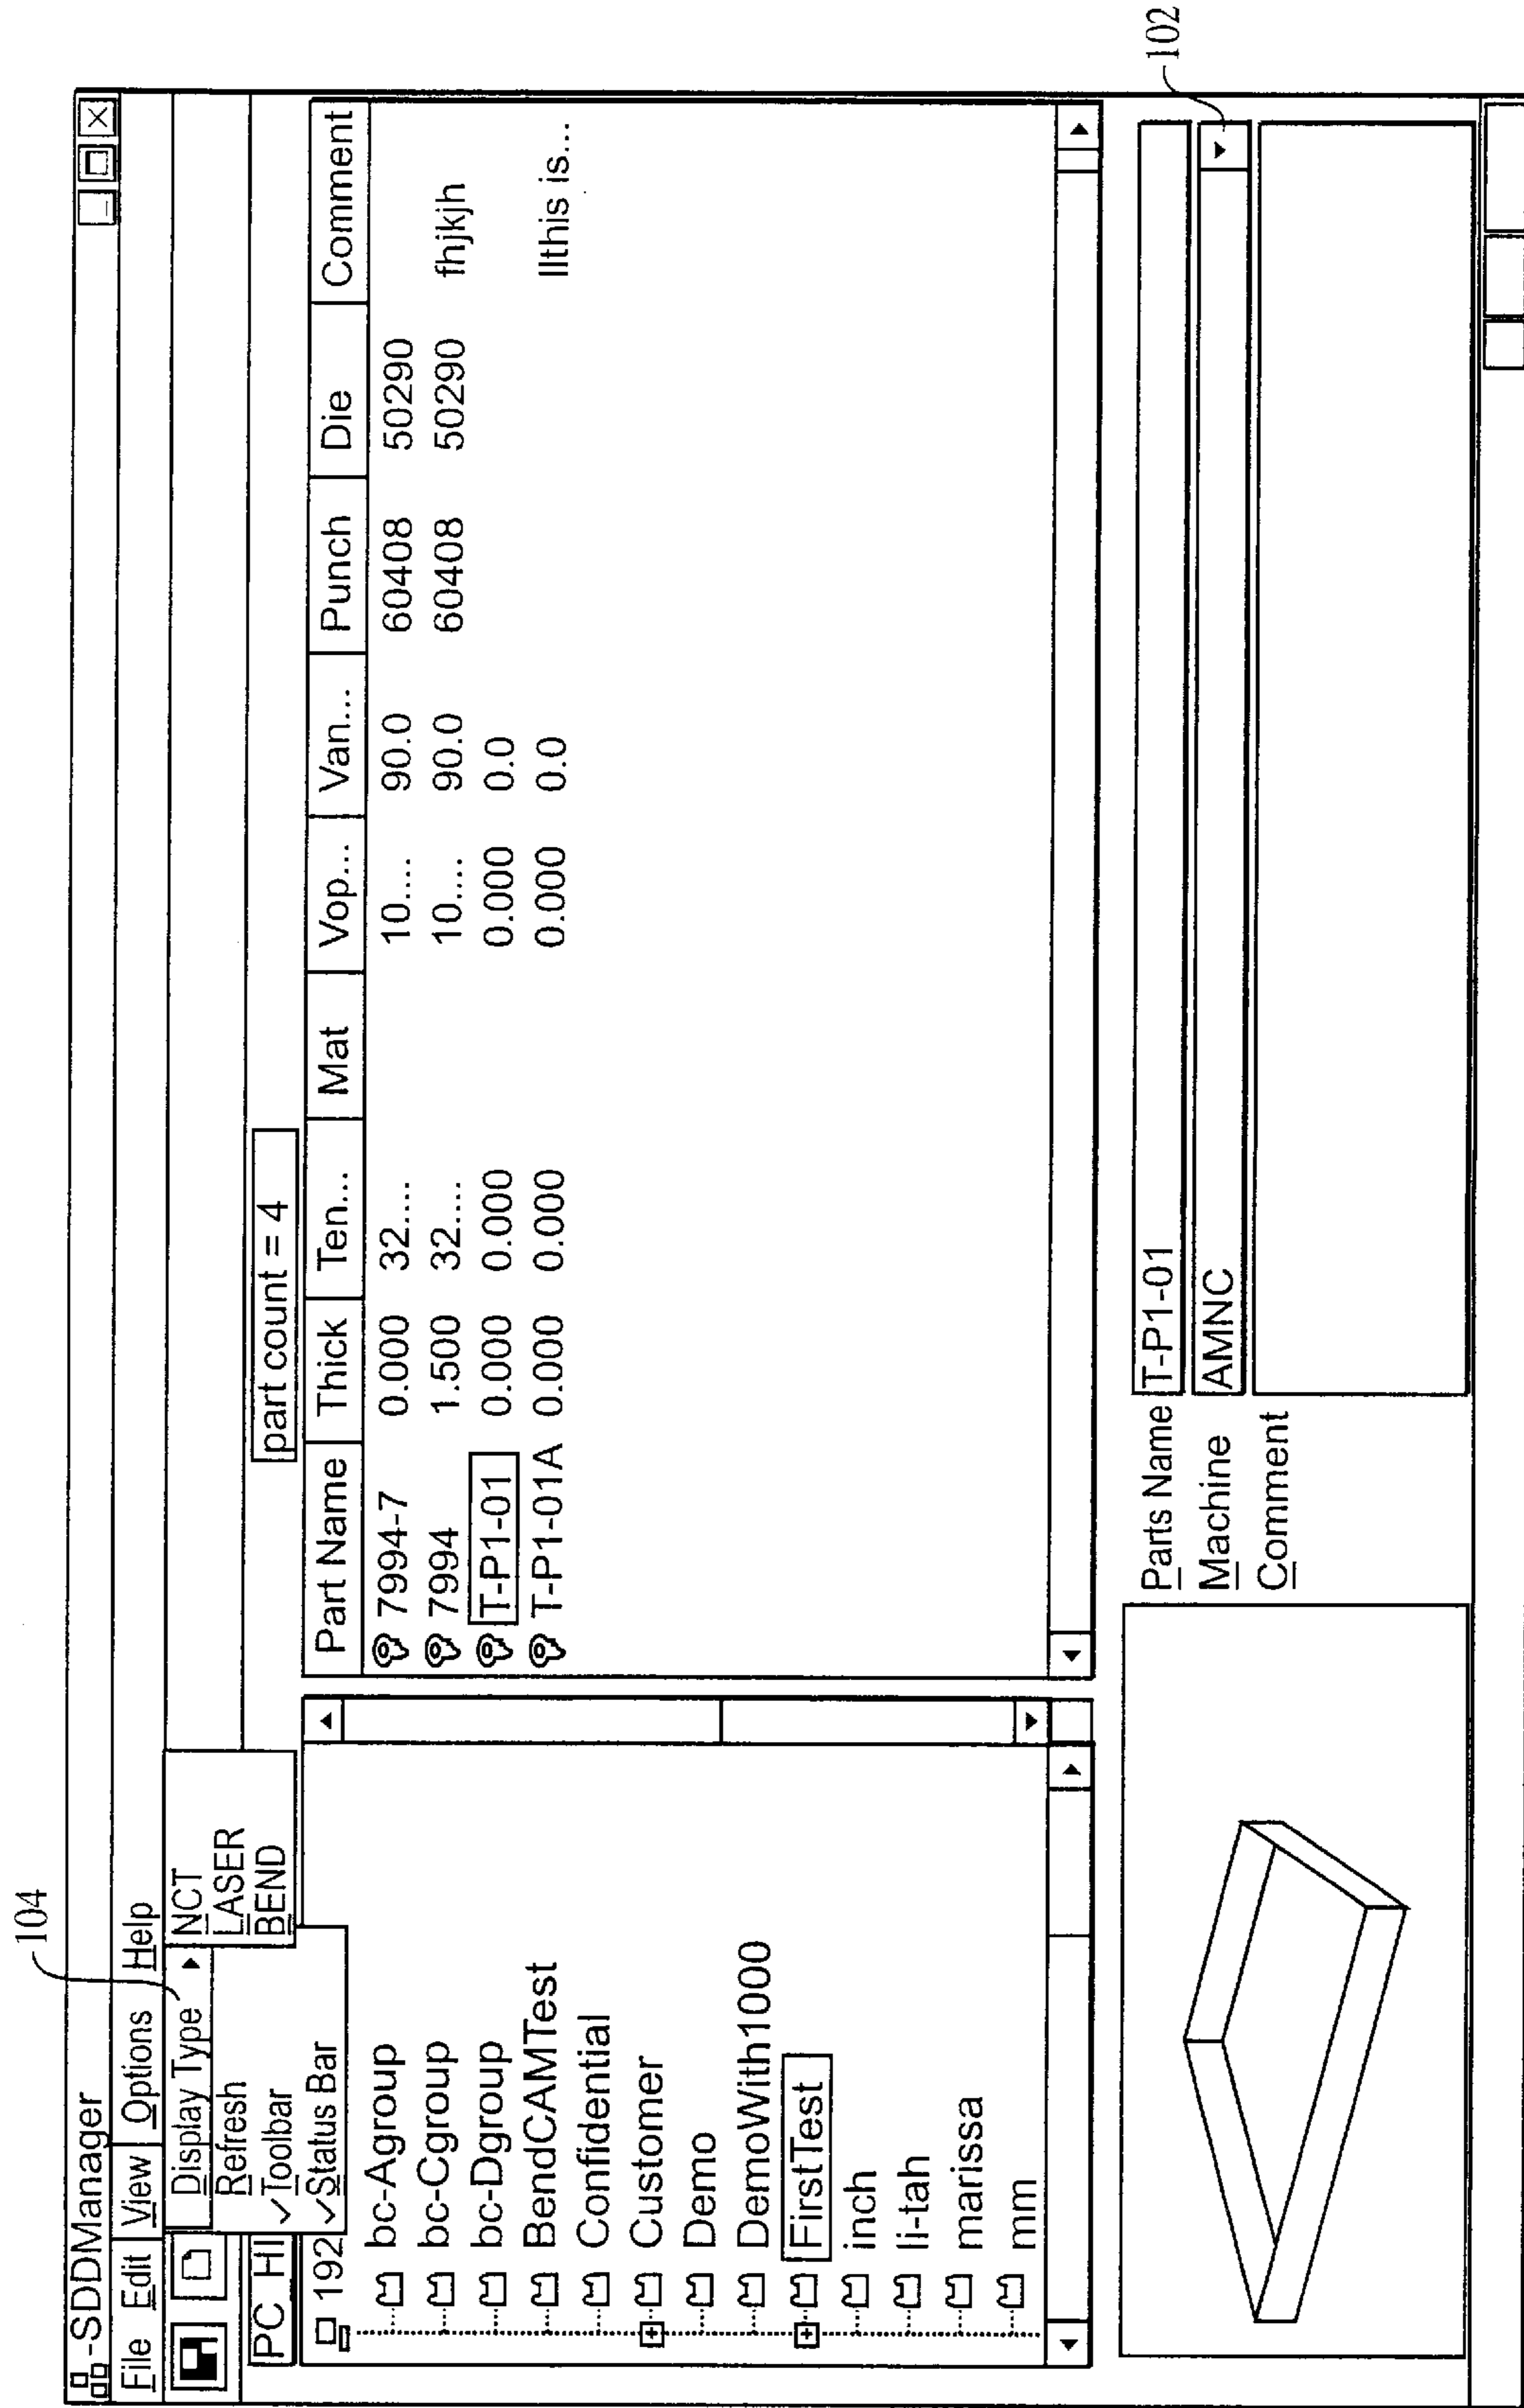 104
-SDDManager
File Edit View Options Help
Display Type
NCT
Refresh
LASER
✓Toolbar
BEND
✓Status Bar
PC HI
part count = 4
192
bc-Agroup
bc-Cgroup
bc-Dgroup
BendCAMTest
Confidential
Customer
Demo
DemoWith1000
FirstTest
inch
li-tah
marissa
mm
Part Name Thick Ten... Mat Vop... Van... Punch Die Comment
7994-7 0.000 32.... 10.... 90.0 60408 50290
7994 1.500 32.... 10.... 90.0 60408 50290 fhjkjh
T-P1-01 0.000 0.000 0.000 0.0
T-P1-01A 0.000 0.000 0.000 0.0 llthis is...
Parts Name T-P1-01
Machine AMNC
Comment
102